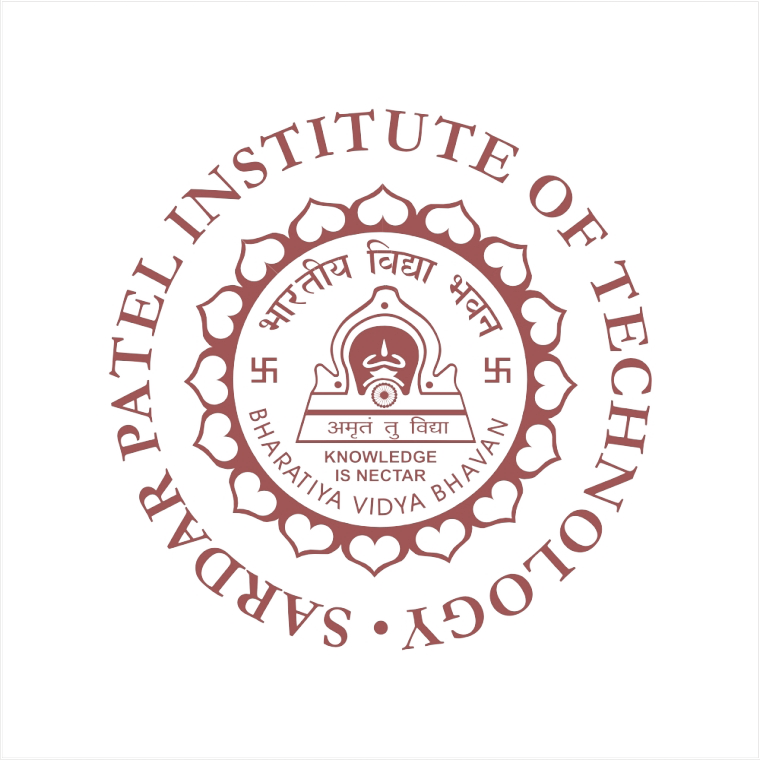 SARDAR PATEL INSTITUTE OF TECHNOLOGY •
भारतीय विद्या भवन
अमृतं तु विद्या
KNOWLEDGE
IS NECTAR
BHARATIYA VIDYA BHAVAN